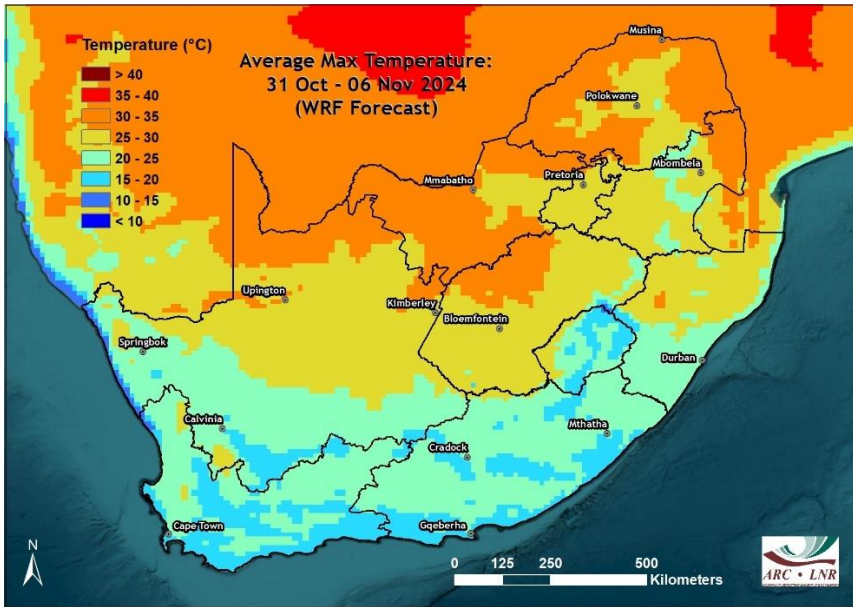 Temperature (°C)
> 40
35 - 40
30 - 35
25 - 30
20 - 25
15 - 20
10 - 15
< 10
Average Max Temperature:
31 Oct - 06 Nov 2024
(WRF Forecast)
Musina
Polokwane
Mbombela
Pretoria
Mmabatho
Upington
Kimberley
Bloemfontein
Springbok
Durban
Calvinia
Mthatha
Cradock
Cape Town
Gqeberha
N
0 125 250 500
Kilometers
ARC • LNR